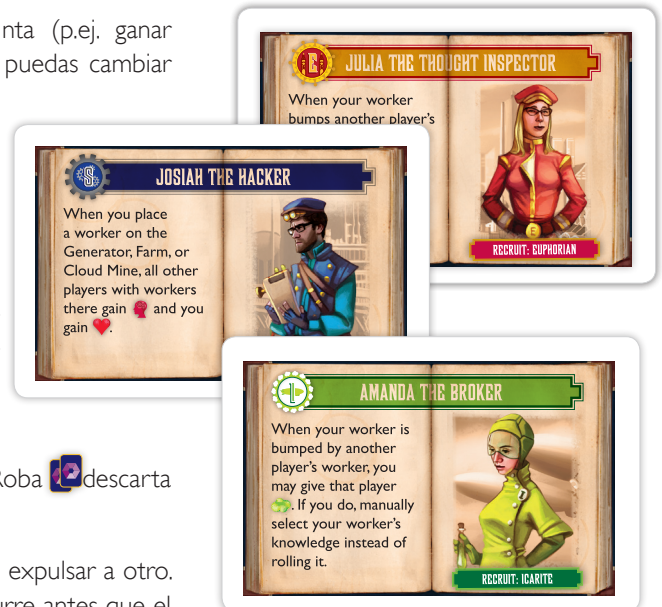 nta (p.ej. ganar
puedas cambiar
E
JULIA THE THOUGHT INSPECTOR
When your worker
bumps another player's
E
RECRUIT: EUPHORIAN
S
JOSIAH THE HACKER
When you place
a worker on the
Generator, Farm, or
Cloud Mine, all other
players with workers
there gain and you
gain .
L
AMANDA THE BROKER
When your worker is
bumped by another
player's worker, you
may give that player
. If you do, manually
select your worker's
knowledge instead of
rolling it.
RECRUIT: ICARITE
Roba descarta
expulsar a otro.
urre antes que el